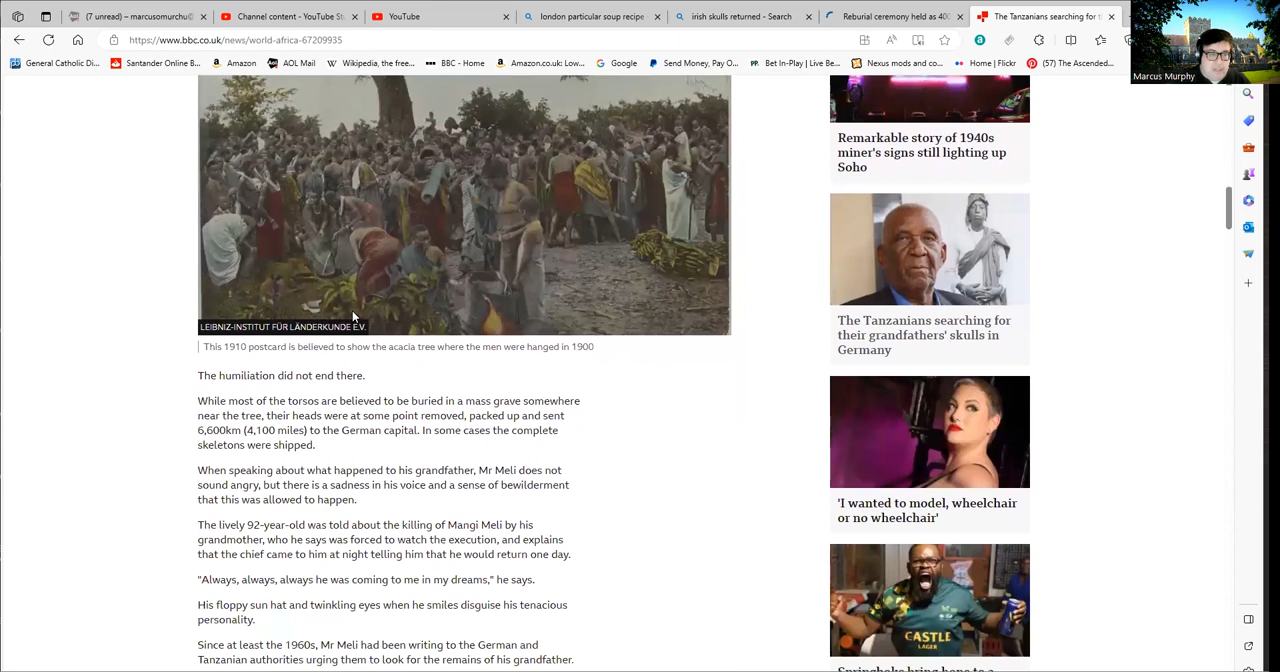 (7 unread) – marcusomurchu@
Channel content - YouTube St
YouTube
london particular soup recipe
irish skulls returned - Search
Reburial ceremony held as 400
The Tanzanians searching for t
https://www.bbc.co.uk/news/world-africa-67209935
General Catholic Di...
Santander Online B...
Amazon
AOL Mail
Wikipedia, the free...
BBC - Home
Amazon.co.uk: Low...
Google
Send Money, Pay O...
Bet In-Play | Live Be...
Nexus mods and co...
Home | Flickr
(57) The Ascended...
Marcus Murphy
LEIBNIZ-INSTITUT FÜR LÄNDERKUNDE E.V.
This 1910 postcard is believed to show the acacia tree where the men were hanged in 1900
The humiliation did not end there.
While most of the torsos are believed to be buried in a mass grave somewhere
near the tree, their heads were at some point removed, packed up and sent
6,600km (4,100 miles) to the German capital. In some cases the complete
skeletons were shipped.
When speaking about what happened to his grandfather, Mr Meli does not
sound angry, but there is a sadness in his voice and a sense of bewilderment
that this was allowed to happen.
The lively 92-year-old was told about the killing of Mangi Meli by his
grandmother, who he says was forced to watch the execution, and explains
that the chief came to him at night telling him that he would return one day.
"Always, always, always he was coming to me in my dreams," he says.
His floppy sun hat and twinkling eyes when he smiles disguise his tenacious
personality.
Since at least the 1960s, Mr Meli had been writing to the German and
Tanzanian authorities urging them to look for the remains of his grandfather.
Remarkable story of 1940s
miner's signs still lighting up
Soho
The Tanzanians searching for
their grandfathers' skulls in
Germany
'I wanted to model, wheelchair
or no wheelchair'
CASTLE
LAGER
Springboks bring hope to a